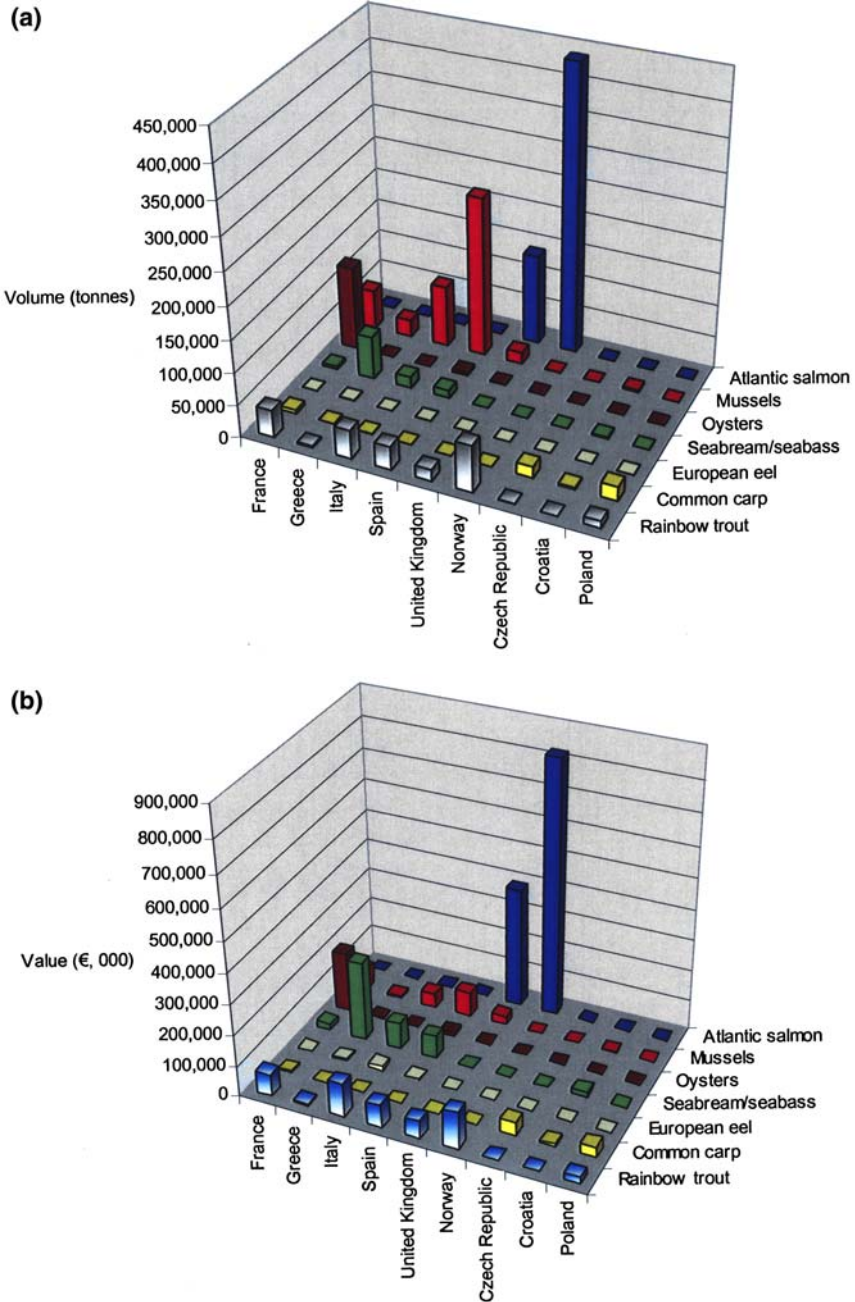 (a)
450,000
400,000
350,000
300,000
250,000
200,000
150,000
100,000
50,000
0
Volume (tonnes)
France
Greece
Italy
Spain
United Kingdom
Norway
Czech Republic
Croatia
Poland
Atlantic salmon
Mussels
Oysters
Seabream/seabass
European eel
Common carp
Rainbow trout
(b)
900,000
800,000
700,000
600,000
500,000
400,000
300,000
200,000
100,000
0
Value (€, 000)
France
Greece
Italy
Spain
United Kingdom
Norway
Czech Republic
Croatia
Poland
Atlantic salmon
Mussels
Oysters
Seabream/seabass
European eel
Common carp
Rainbow trout